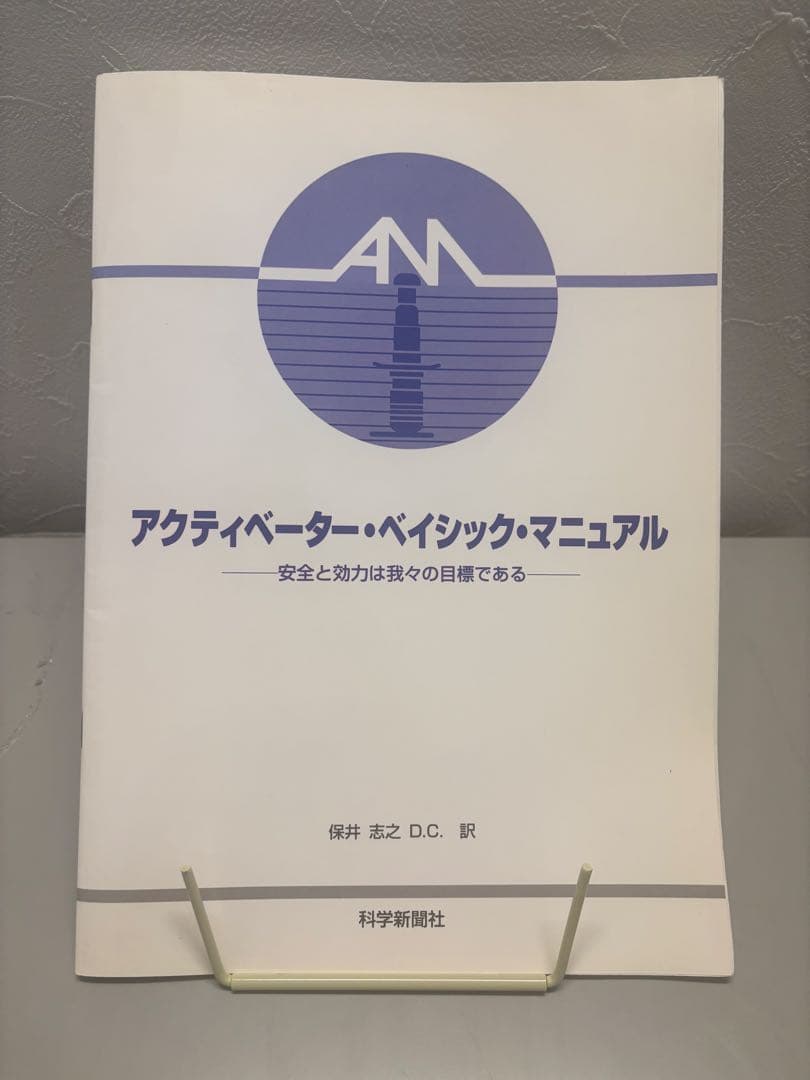 AM
アクティベーター・ベイシック・マニュアル
安全と効力は我々の目標である
保井 志之 D.C. 訳
科学新聞社